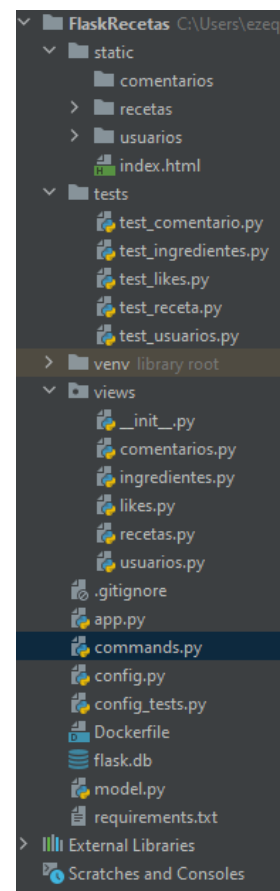 FlaskRecetas C:\Users\ezeq
static
comentarios
recetas
usuarios
index.html
tests
test_comentario.py
test_ingredientes.py
test_likes.py
test_receta.py
test_usuarios.py
venv library root
views
__init__.py
comentarios.py
ingredientes.py
likes.py
recetas.py
usuarios.py
.gitignore
app.py
commands.py
config.py
config_tests.py
Dockerfile
flask.db
model.py
requirements.txt
External Libraries
Scratches and Consoles